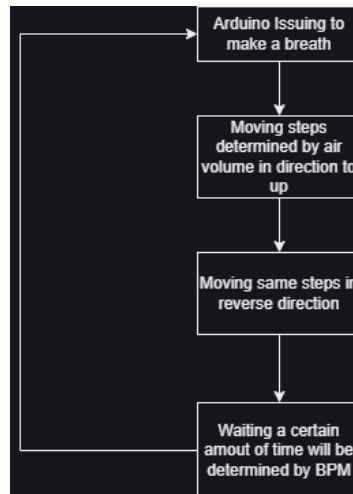 Arduino Issuing to
make a breath
Moving steps
determined by air
volume in direction to
up
Moving same steps in
reverse direction
Waiting a certain
amout of time will be
determined by BPM